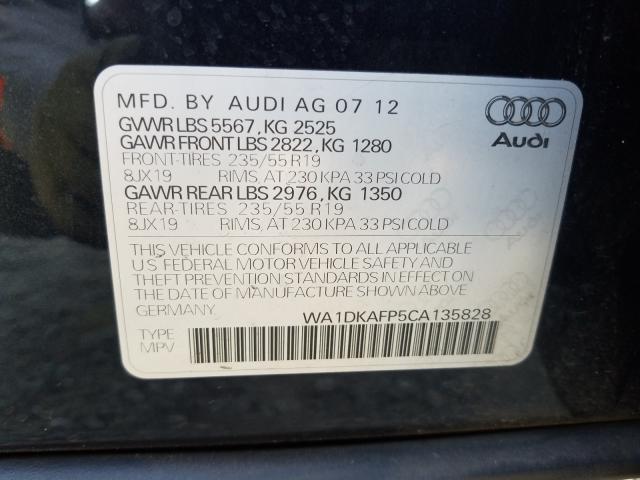 MFD. BY AUDI AG 07 12
GVWR LBS 5567, KG 2525
GAWR FRONT LBS 2822, KG 1280
FRONT-TIRES 235/55 R19
8JX19 RIMS, AT 230 KPA 33 PSI COLD
GAWR REAR LBS 2976, KG 1350
REAR-TIRES 235/55 R19
8JX19 RIMS, AT 230 KPA 33 PSI COLD
THIS VEHICLE CONFORMS TO ALL APPLICABLE
U.S. FEDERAL MOTOR VEHICLE SAFETY AND
THEFT PREVENTION STANDARDS IN EFFECT ON
THE DATE OF MANUFACTURE SHOWN ABOVE.
GERMANY.
WA1DKAFP5CA135828
TYPE
MPV
Audi
Audi